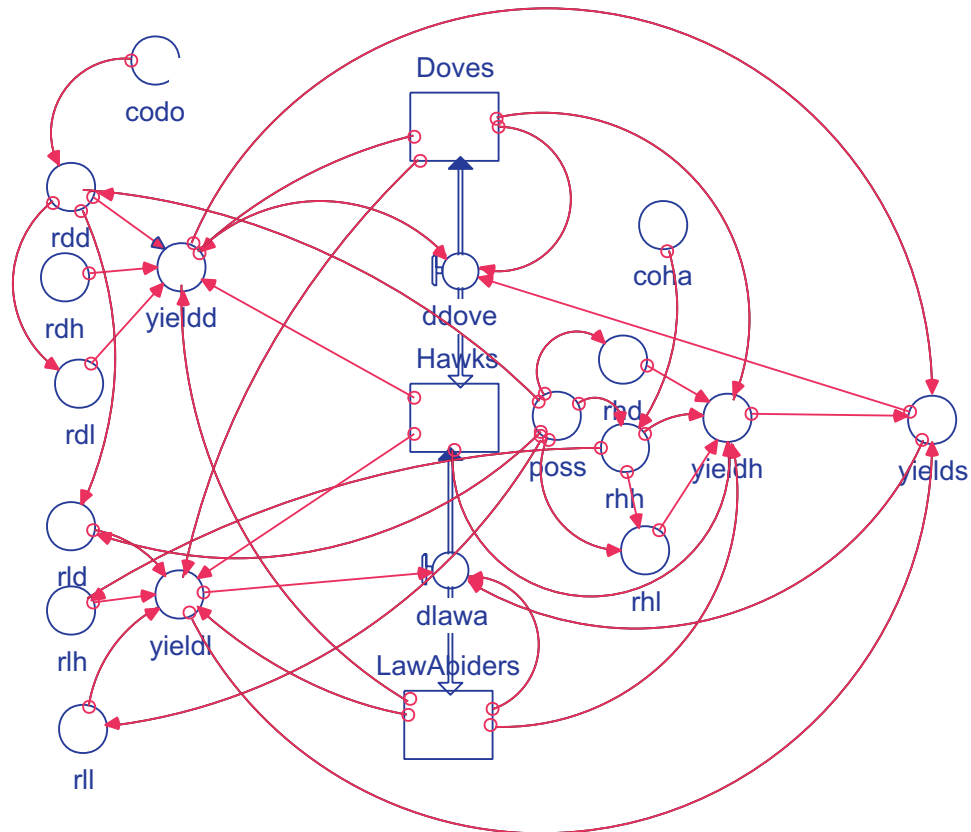 Doves
codo
rdd
coha
rdh
yieldd
ddove
Hawks
rdl
rhd
poss
yieldh
yields
rhh
rld
rhl
dlawa
yieldl
rlh
LawAbiders
rll